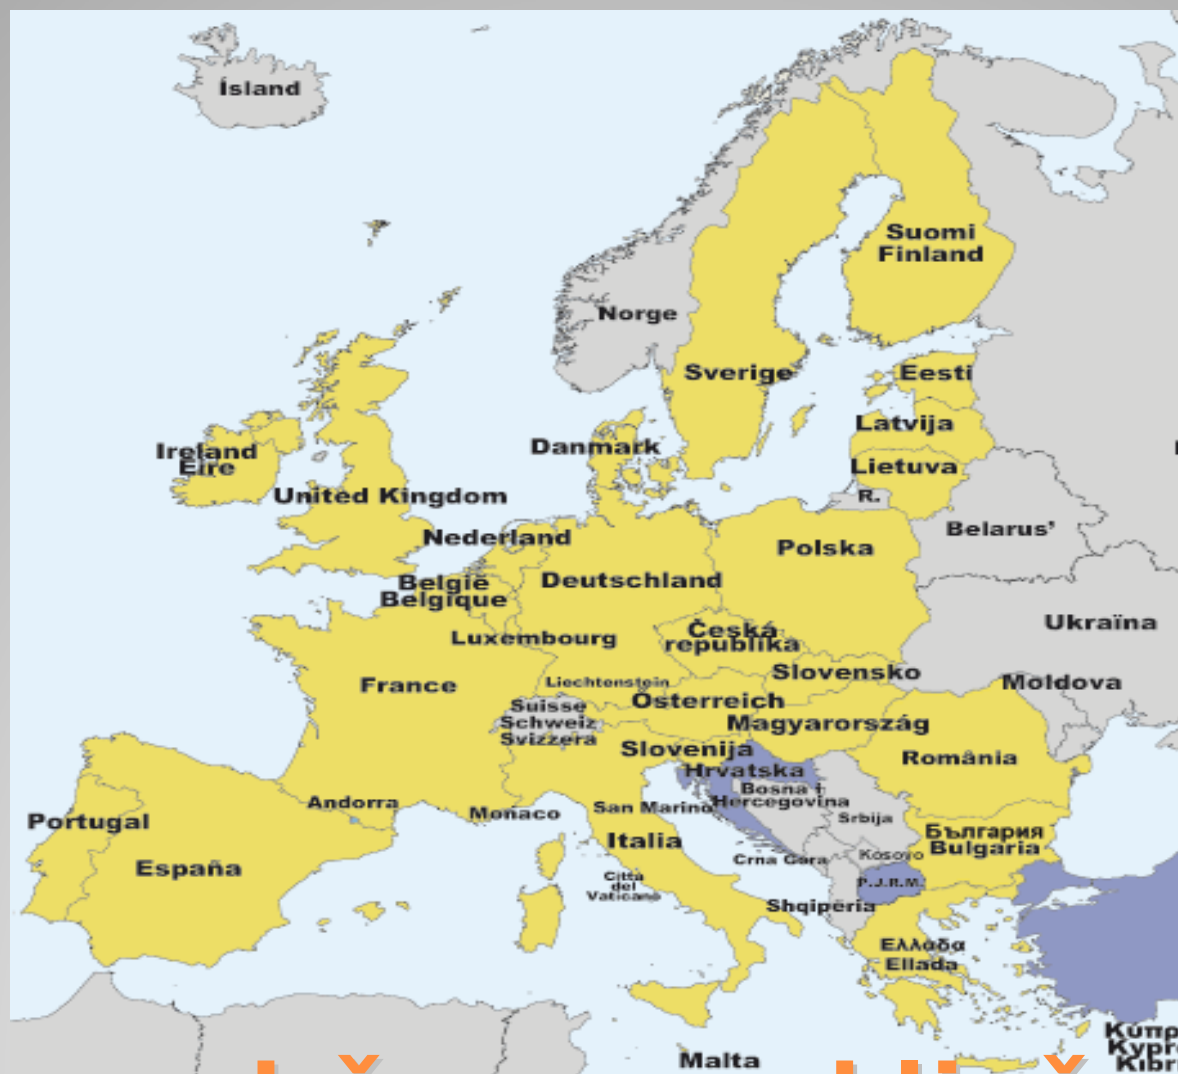 Ísland
Suomi
Finland
Norge
Sverige
Eesti
Danmark
Latvija
Ireland
Éire
Lietuva
United Kingdom
R.
Nederland
Belarus’
Polska
België
Belgique
Deutschland
Ukraïna
Luxembourg
Česká
republika
Slovensko
France
Liechtenstein
Moldova
Österreich
Suisse
Schweiz
Svizzera
Magyarország
Slovenija
România
Hrvatska
Bosna i
Hercegovina
Andorra
San Marino
Monaco
Srbija
Portugal
България
Bulgaria
Italia
Crna Gora
Kosovo
España
Città
del
Vaticano
P.J.R.M.
Shqipëria
Ελλάδα
Ellada
Malta